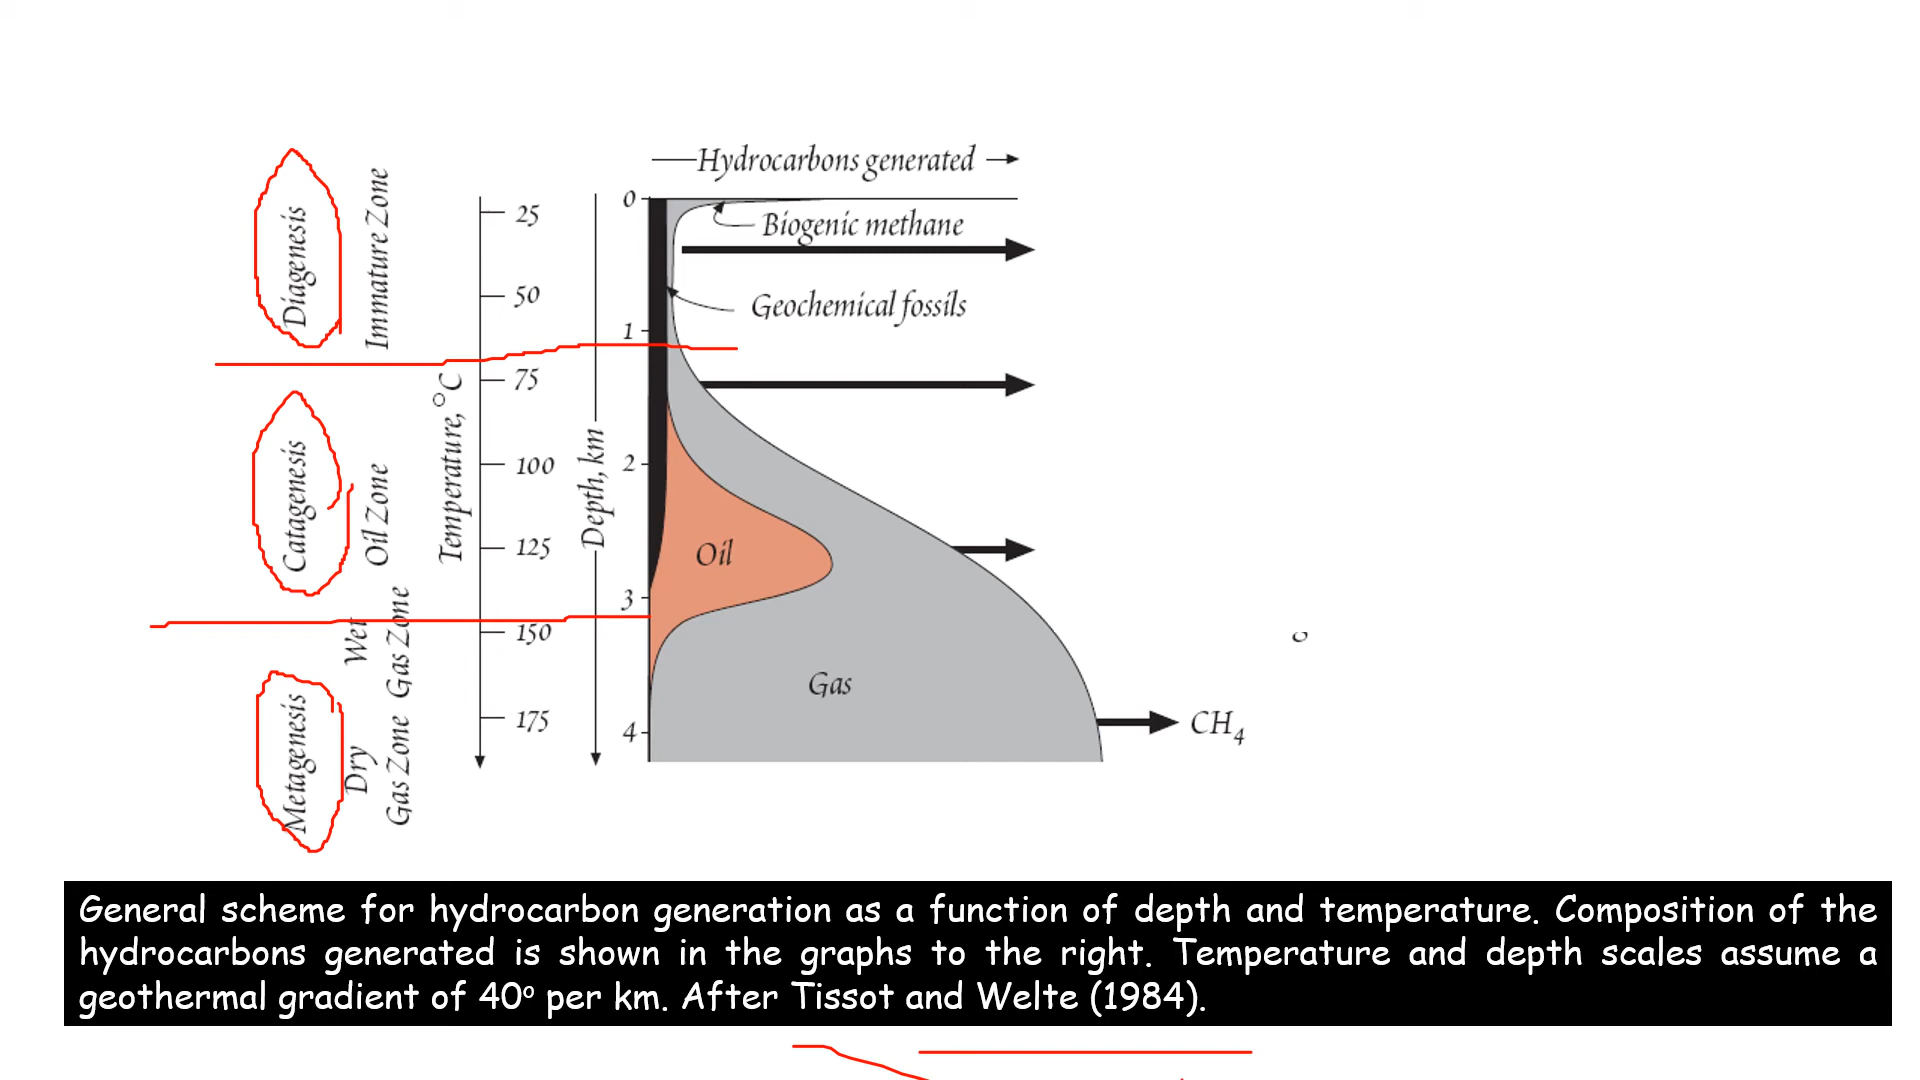 Hydrocarbons generated
Diagenesis
Immature Zone
Catagenesis
Oil Zone
Wet
Gas Zone
Metagenesis
Dry
Gas Zone
Temperature, °C
25
50
75
100
125
150
175
Depth, km
0
1
2
3
4
Biogenic methane
Geochemical fossils
Oil
Gas
CH₄
General scheme for hydrocarbon generation as a function of depth and temperature. Composition of the
hydrocarbons generated is shown in the graphs to the right. Temperature and depth scales assume a
geothermal gradient of 40° per km. After Tissot and Welte (1984).